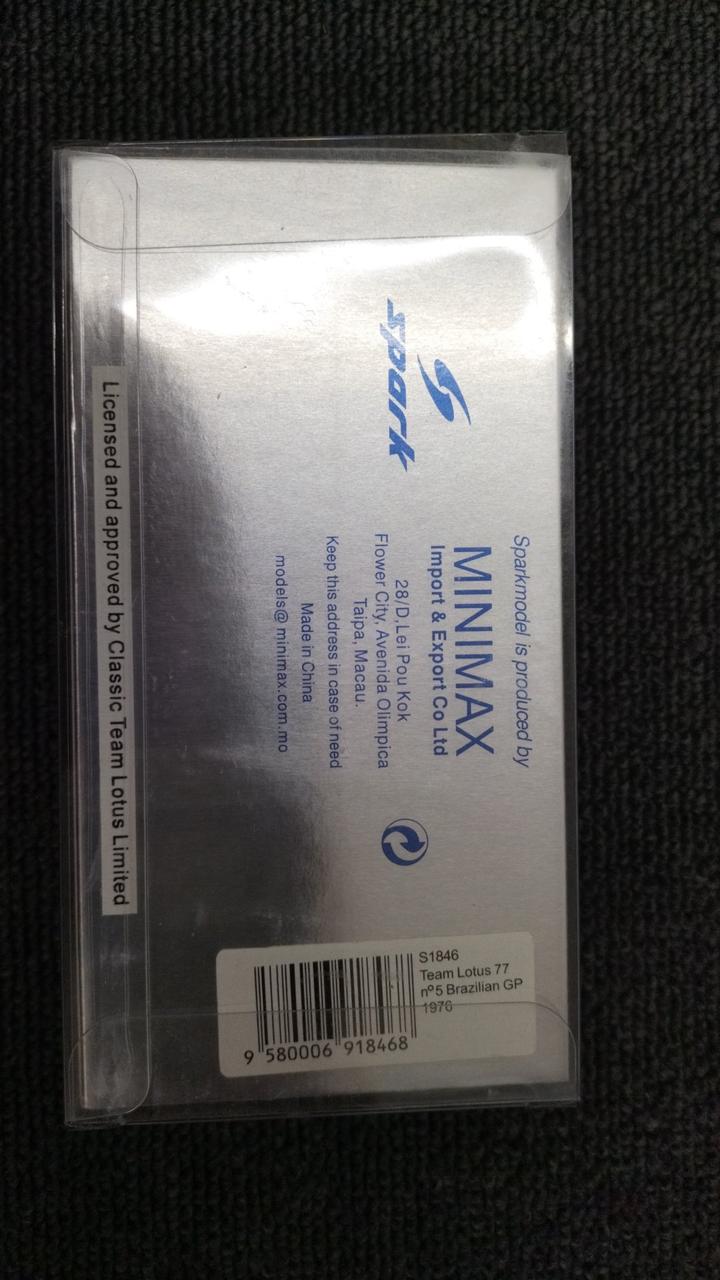 spark
Sparkmodel is produced by
MINIMAX
Import & Export Co Ltd
28/D,Lei Pou Kok
Flower City, Avenida Olimpica
Taipa, Macau.
Keep this address in case of need
Made in China
models@ minimax.com.mo
Licensed and approved by Classic Team Lotus Limited
S1846
Team Lotus 77
nº5 Brazilian GP
1976
9 580006 918468